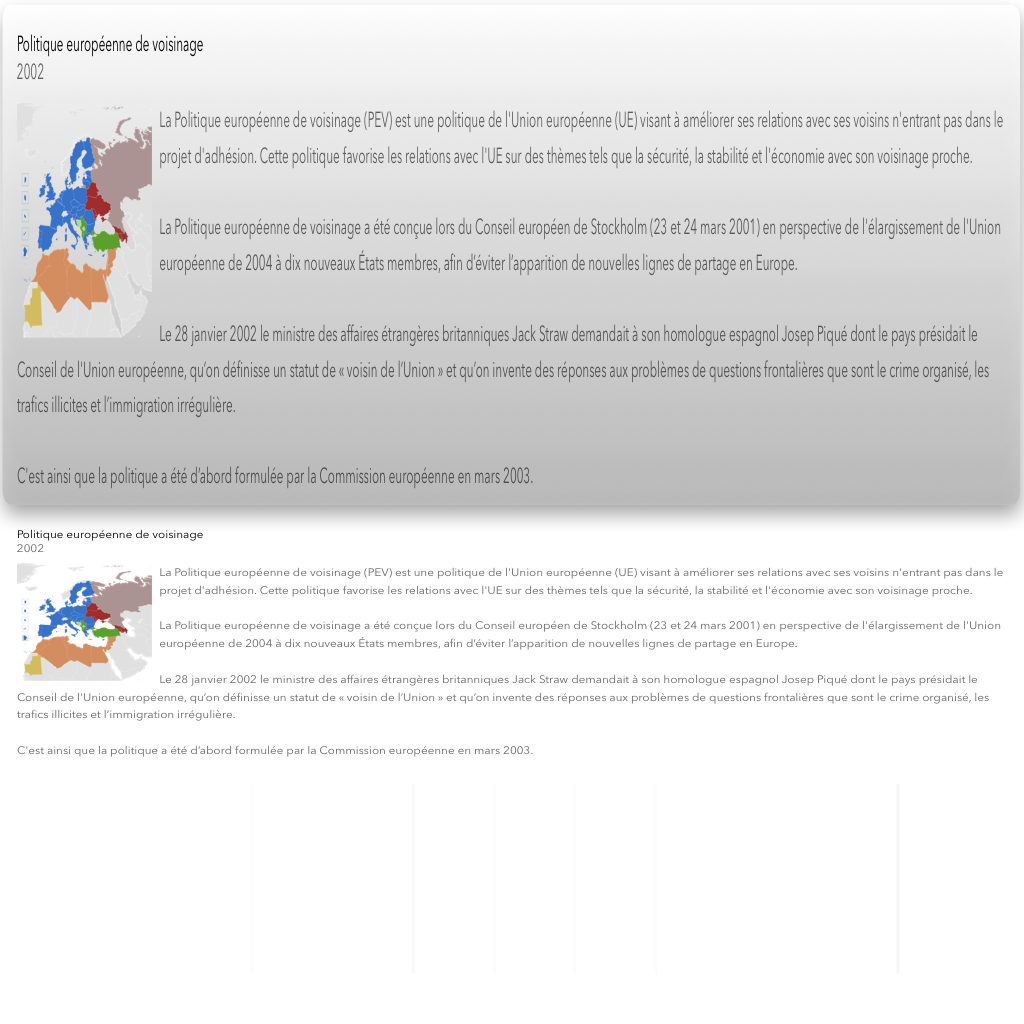 Politique européenne de voisinage
2002
La Politique européenne de voisinage (PEV) est une politique de l'Union européenne (UE) visant à améliorer ses relations avec ses voisins n'entrant pas dans le
projet d'adhésion. Cette politique favorise les relations avec l'UE sur des thèmes tels que la sécurité, la stabilité et l'économie avec son voisinage proche.
La Politique européenne de voisinage a été conçue lors du Conseil européen de Stockholm (23 et 24 mars 2001) en perspective de l'élargissement de l'Union
européenne de 2004 à dix nouveaux États membres, afin d’éviter l’apparition de nouvelles lignes de partage en Europe.
Le 28 janvier 2002 le ministre des affaires étrangères britanniques Jack Straw demandait à son homologue espagnol Josep Piqué dont le pays présidait le
Conseil de l'Union européenne, qu’on définisse un statut de « voisin de l’Union » et qu’on invente des réponses aux problèmes de questions frontalières que sont le crime organisé, les
trafics illicites et l’immigration irrégulière.
C'est ainsi que la politique a été d’abord formulée par la Commission européenne en mars 2003.
Politique européenne de voisinage
2002
La Politique européenne de voisinage (PEV) est une politique de l'Union européenne (UE) visant à améliorer ses relations avec ses voisins n'entrant pas dans le
projet d'adhésion. Cette politique favorise les relations avec l'UE sur des thèmes tels que la sécurité, la stabilité et l'économie avec son voisinage proche.
La Politique européenne de voisinage a été conçue lors du Conseil européen de Stockholm (23 et 24 mars 2001) en perspective de l'élargissement de l'Union
européenne de 2004 à dix nouveaux États membres, afin d’éviter l’apparition de nouvelles lignes de partage en Europe.
Le 28 janvier 2002 le ministre des affaires étrangères britanniques Jack Straw demandait à son homologue espagnol Josep Piqué dont le pays présidait le
Conseil de l'Union européenne, qu’on définisse un statut de « voisin de l’Union » et qu’on invente des réponses aux problèmes de questions frontalières que sont le crime organisé, les
trafics illicites et l’immigration irrégulière.
C'est ainsi que la politique a été d’abord formulée par la Commission européenne en mars 2003.